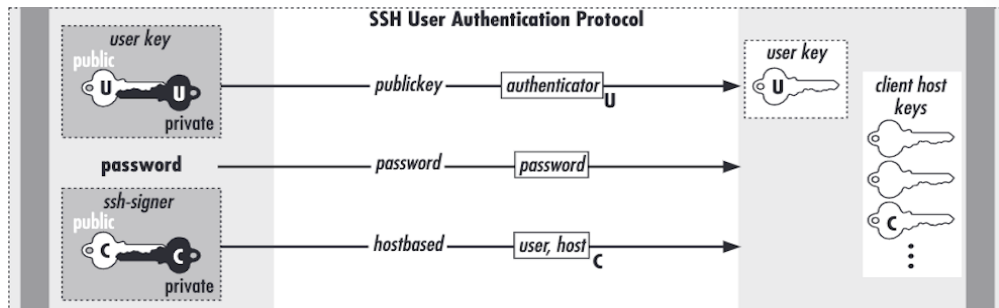 SSH User Authentication Protocol
user key
public
U
U
private
publickey
authenticator
U
user key
U
client host
keys
password
password
password
ssh-signer
public
C
C
private
hostbased
user, host
C
C